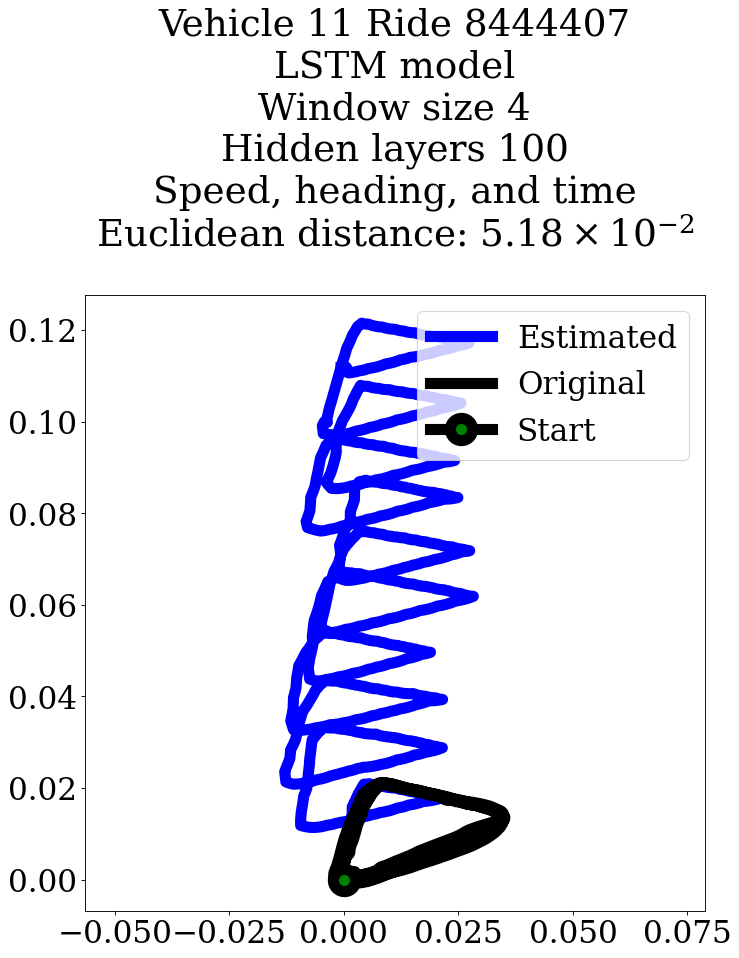 Vehicle 11 Ride 8444407
LSTM model
Window size 4
Hidden layers 100
Speed, heading, and time
Euclidean distance: 5.18 × 10⁻²
Estimated
Original
Start
0.12
0.10
0.08
0.06
0.04
0.02
0.00
−0.050 −0.025 0.000 0.025 0.050 0.075